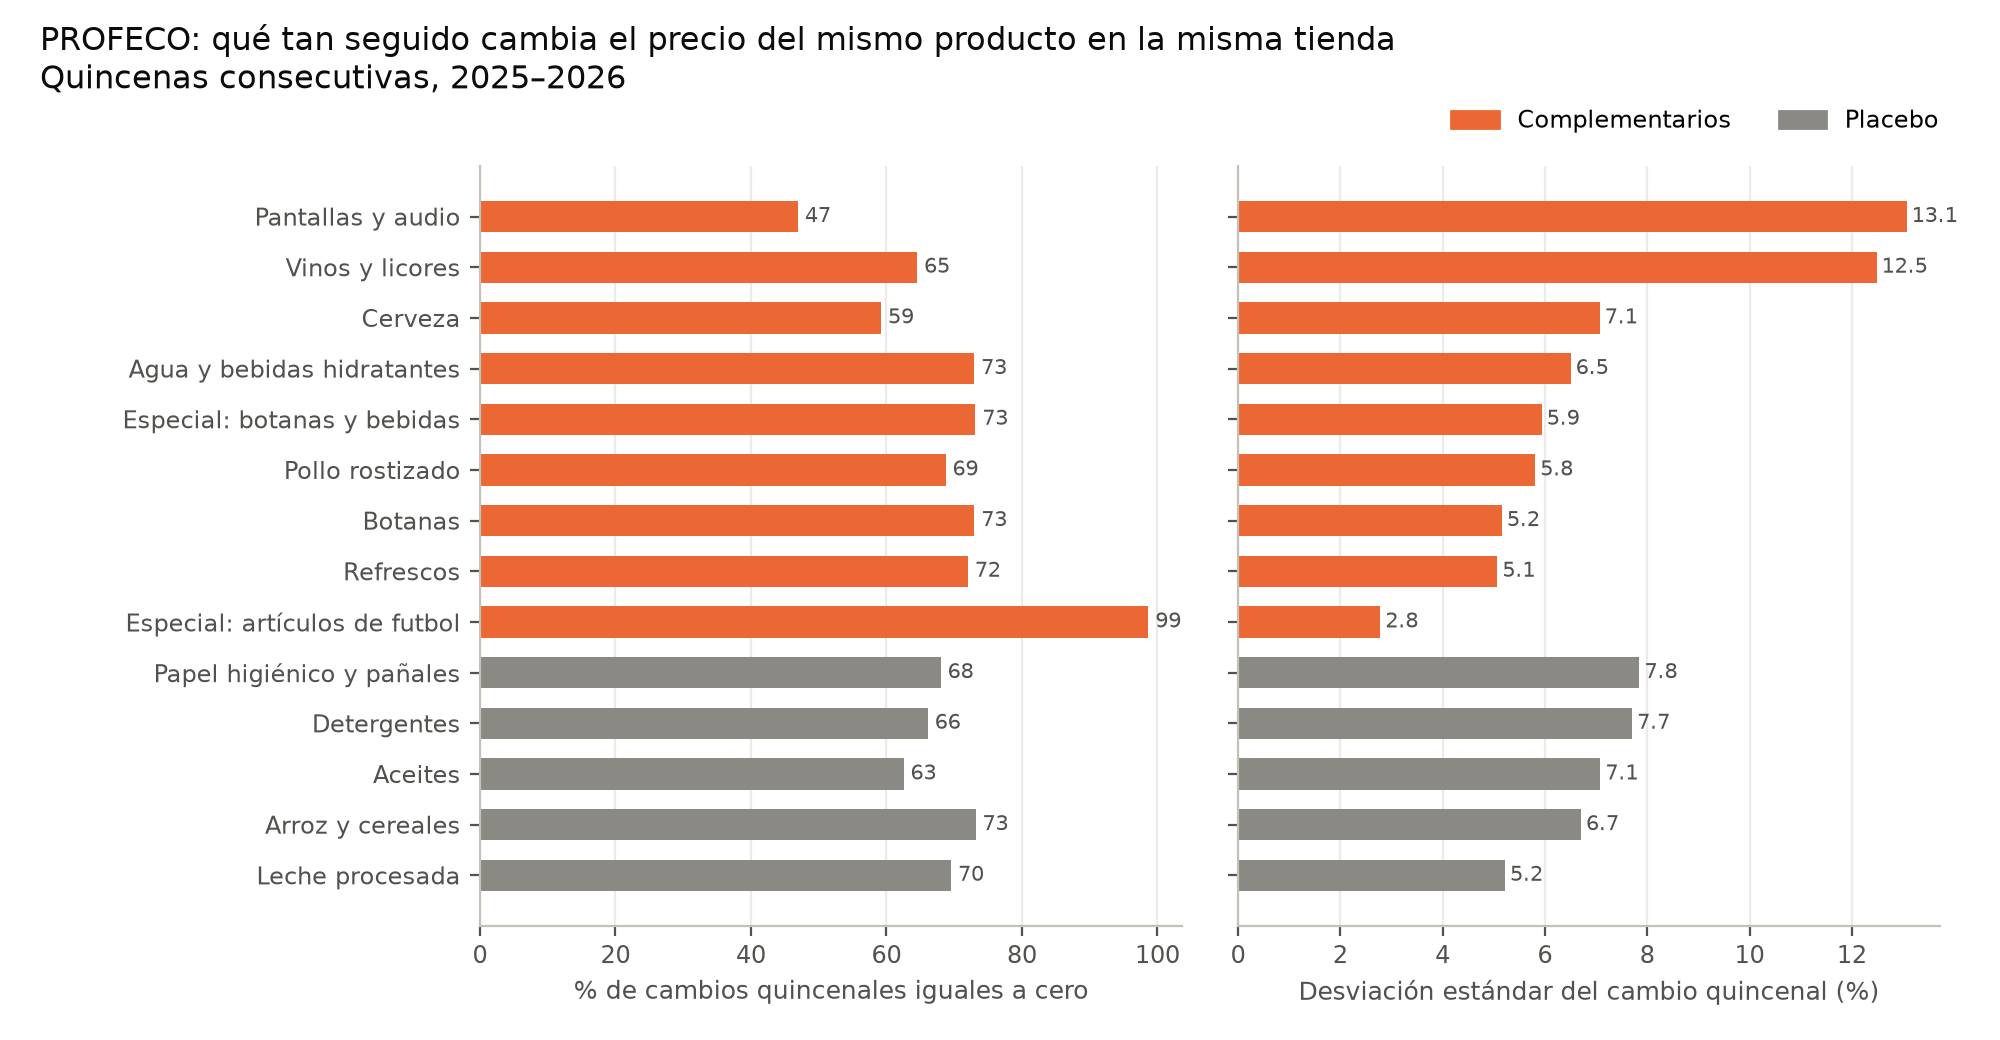 PROFECO: qué tan seguido cambia el precio del mismo producto en la misma tienda
Quincenas consecutivas, 2025–2026
Complementarios Placebo
Pantallas y audio 47 13.1
Vinos y licores 65 12.5
Cerveza 59 7.1
Agua y bebidas hidratantes 73 6.5
Especial: botanas y bebidas 73 5.9
Pollo rostizado 69 5.8
Botanas 73 5.2
Refrescos 72 5.1
Especial: artículos de futbol 99 2.8
Papel higiénico y pañales 68 7.8
Detergentes 66 7.7
Aceites 63 7.1
Arroz y cereales 73 6.7
Leche procesada 70 5.2
0 20 40 60 80 100 0 2 4 6 8 10 12
% de cambios quincenales iguales a cero Desviación estándar del cambio quincenal (%)